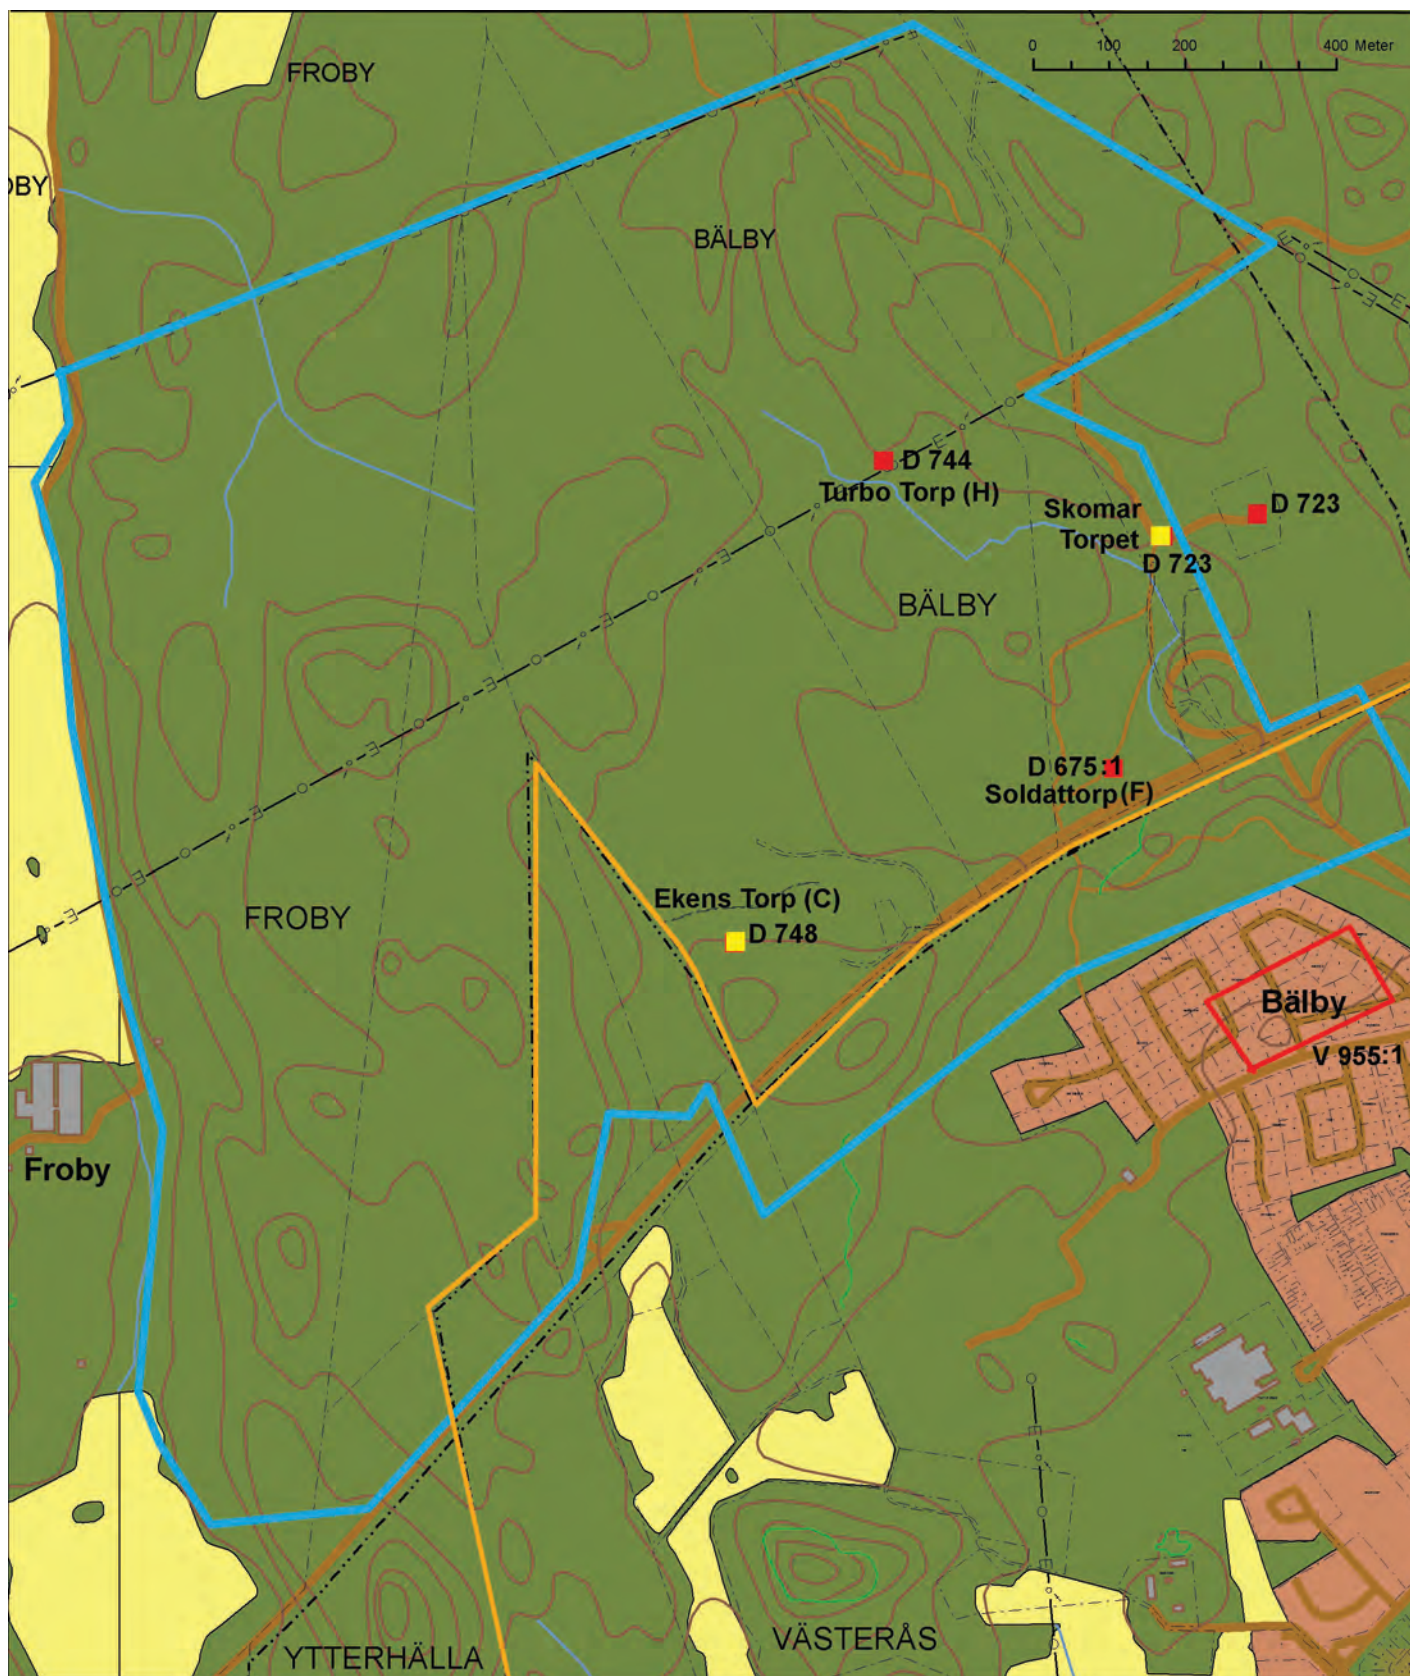 FROBY
0 100 200 400 Meter
BÄLBY
D 744
Turbo Torp (H)
Skomar
Torpet
D 723
D 723
BÄLBY
D 675:1
Soldattorp (F)
Ekens Torp (C)
D 748
FROBY
Bälby
V 955:1
Froby
YTTERHÄLLA
VÄSTERÅS